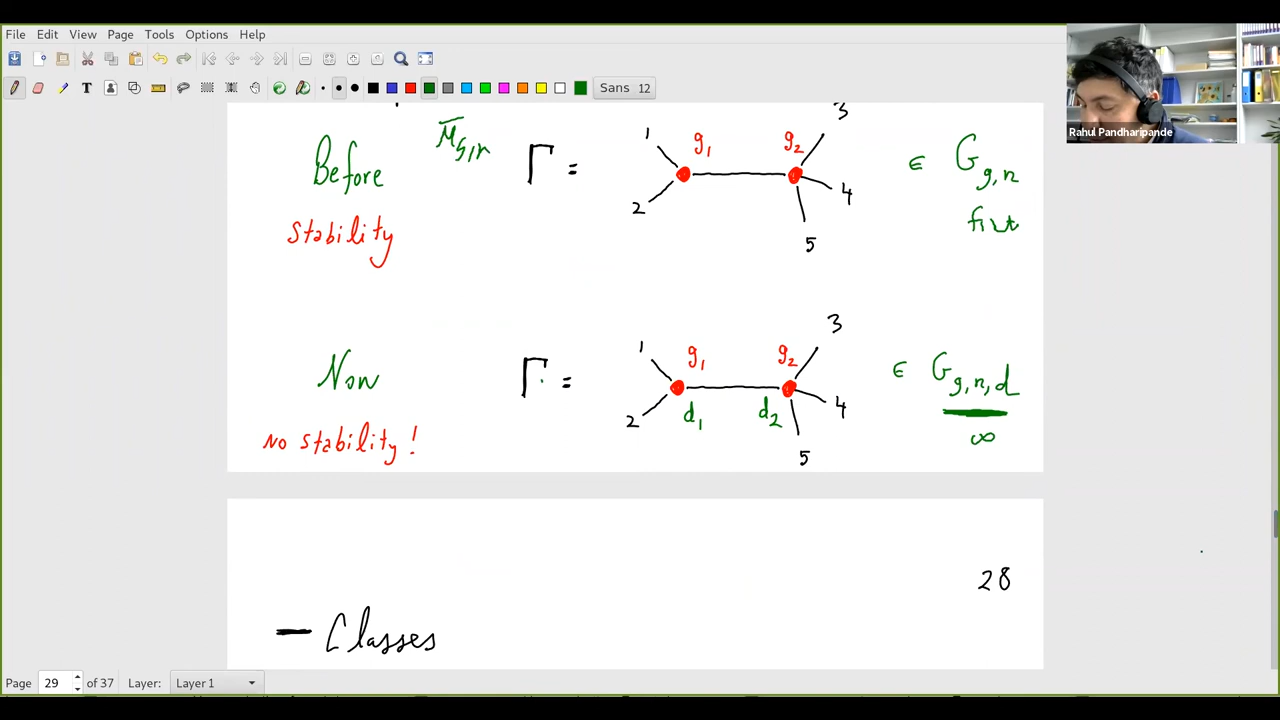 File Edit View Page Tools Options Help
Sans 12
Rahul Pandharipande
Before
M̅g,n
Γ =
1
2
g1
g2
3
4
5
∈ Gg,n
Stability
Now
Γ =
1
2
g1
g2
d1
d2
3
4
5
∈ Gg,n,d
∞
No stability!
28
— Classes
Page 29 of 37 Layer: Layer 1